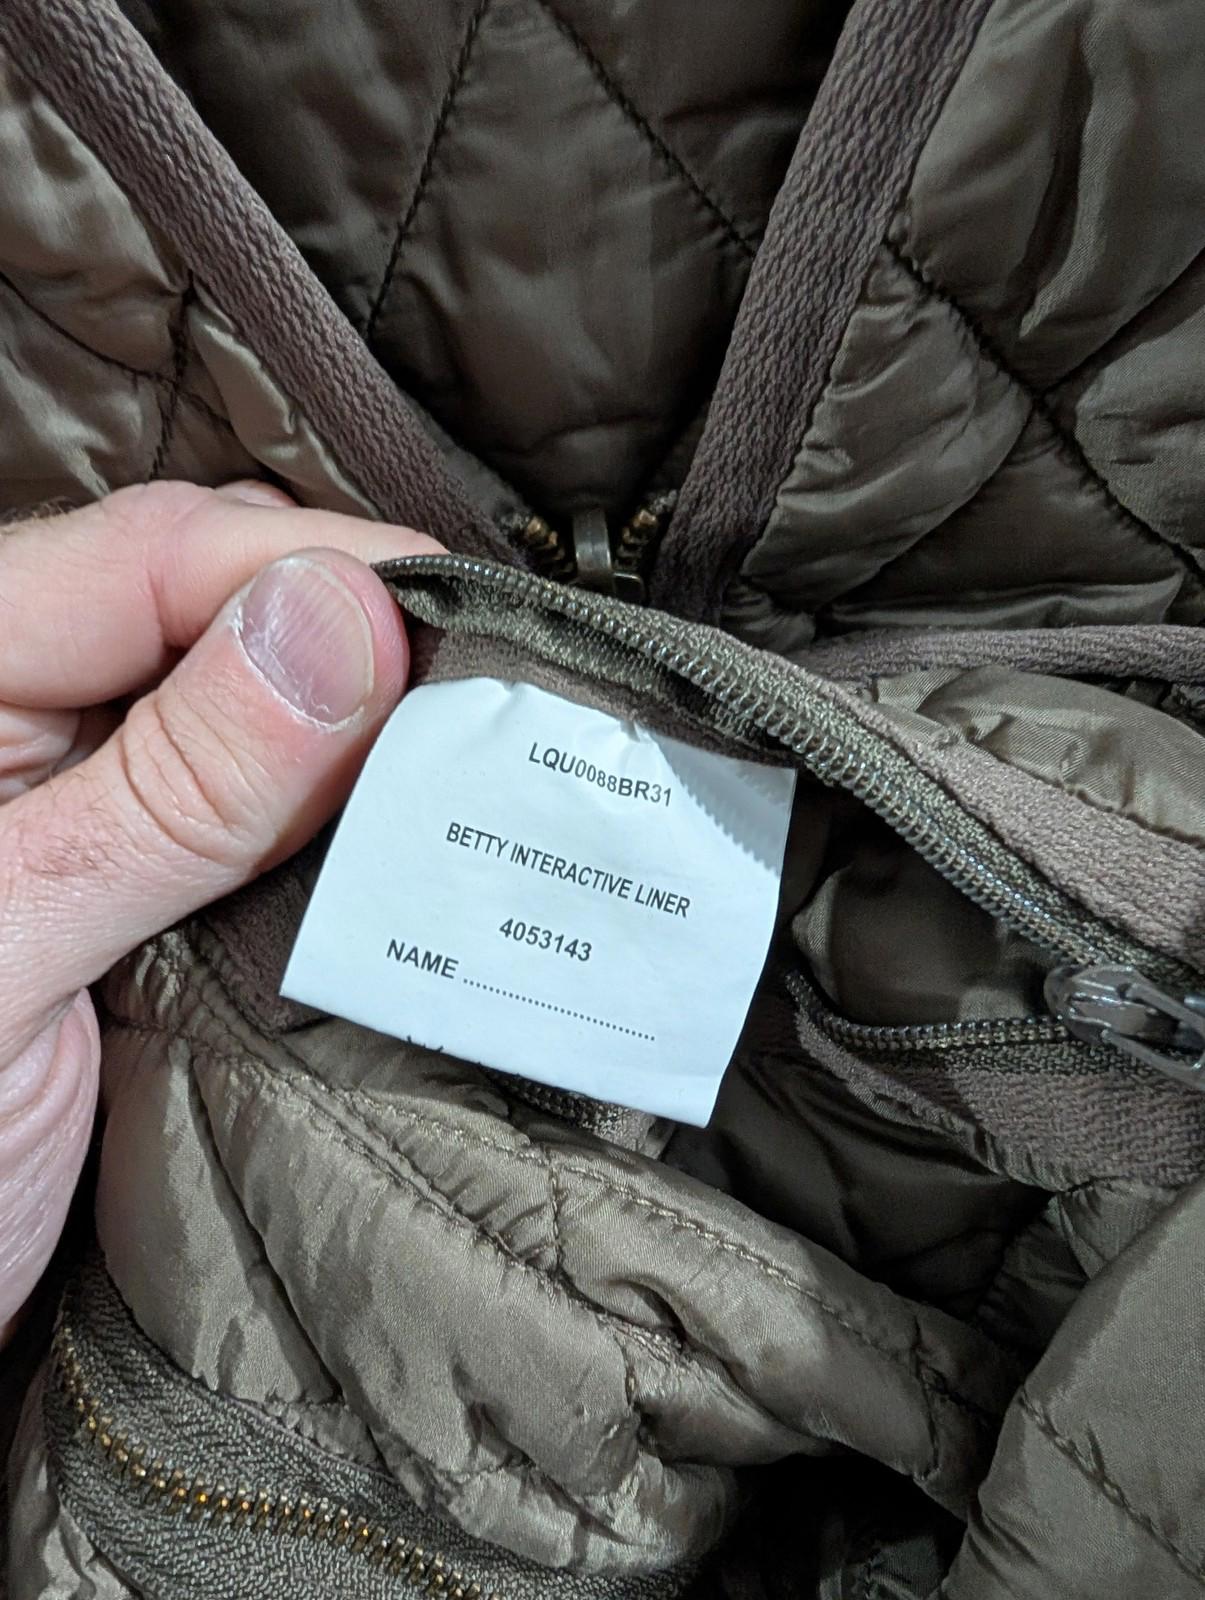 LQU0088BR31
BETTY INTERACTIVE LINER
4053143
NAME ..............................